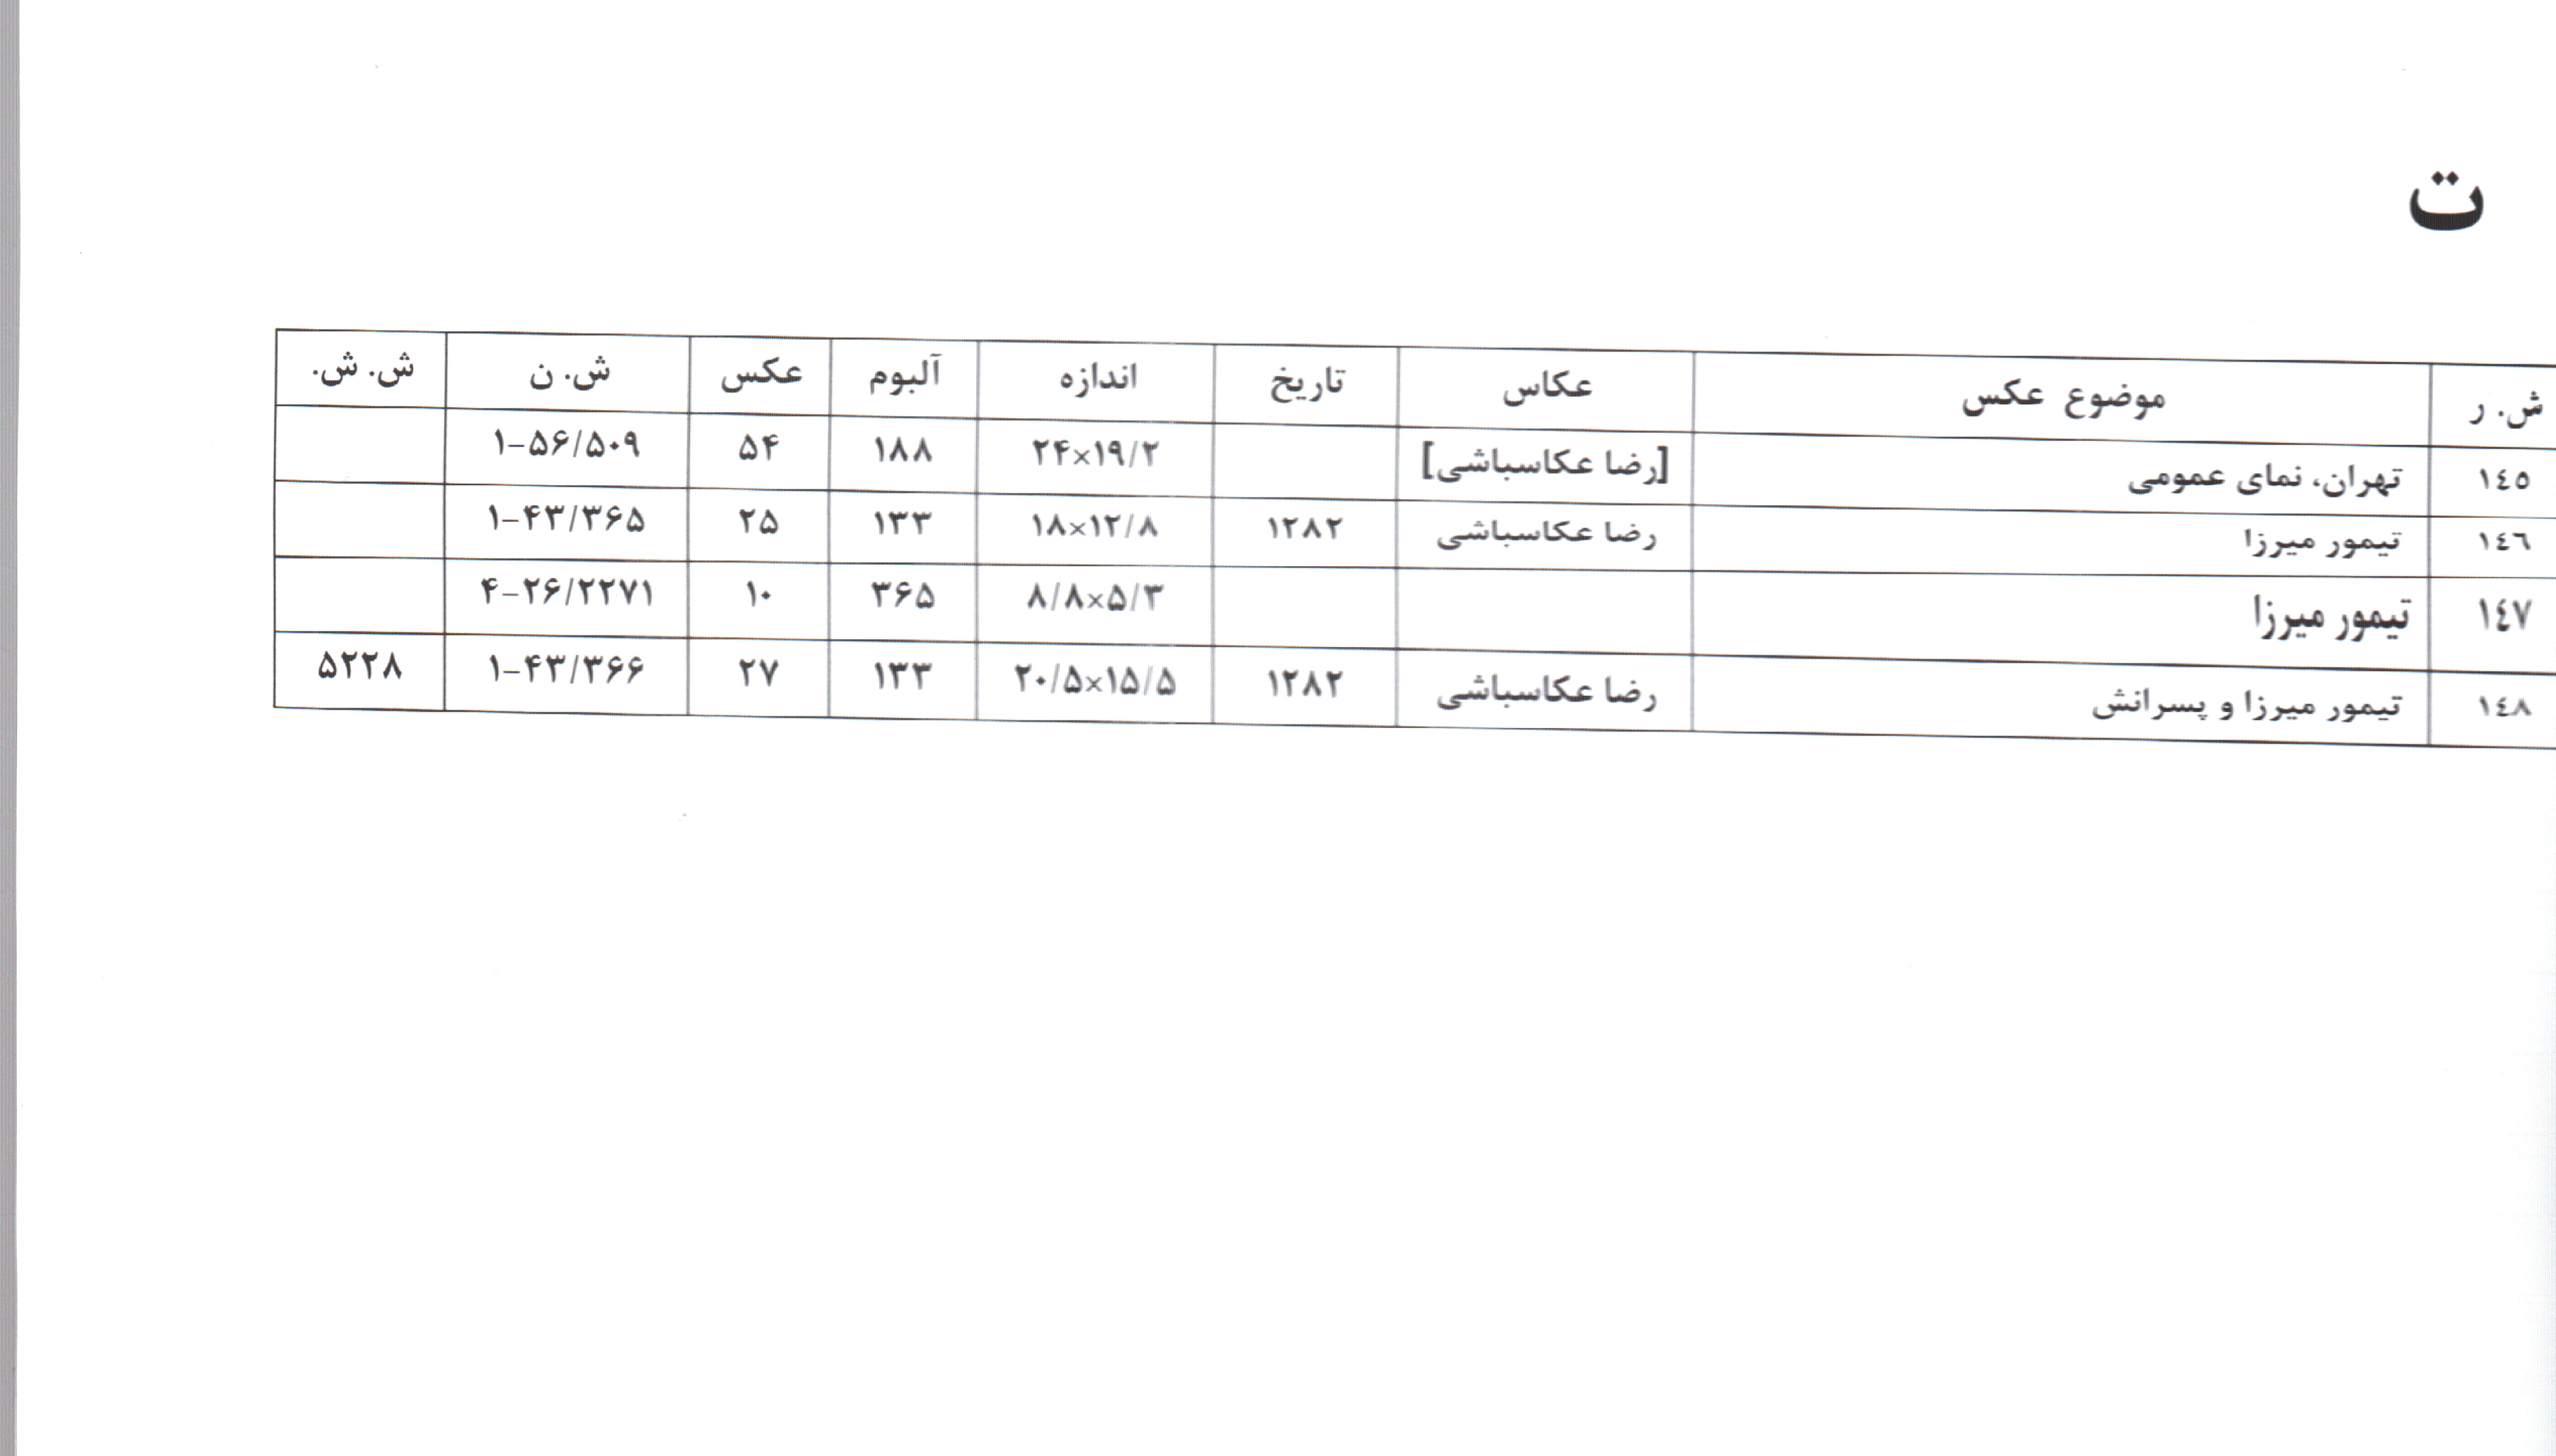 ت
ش. ر موضوع عکس عکاس تاریخ اندازه آلبوم عکس ش. ن ش. ش.
١٤٥ تهران، نمای عمومی [رضا عکاسباشی] ۲۴×۱۹/۲ ۱۸۸ ۵۴ ۱–۵۶/۵۰۹
١٤٦ تیمور میرزا رضا عکاسباشی ۱۲۸۲ ۱۸×۱۲/۸ ۱۳۳ ۲۵ ۱–۴۳/۳۶۵
١٤٧ تیمور میرزا ۸/۸×۵/۳ ۳۶۵ ۱۰ ۴–۲۶/۲۲۷۱
١٤٨ تیمور میرزا و پسرانش رضا عکاسباشی ۱۲۸۲ ۲۰/۵×۱۵/۵ ۱۳۳ ۲۷ ۱–۴۳/۳۶۶ ۵۲۲۸